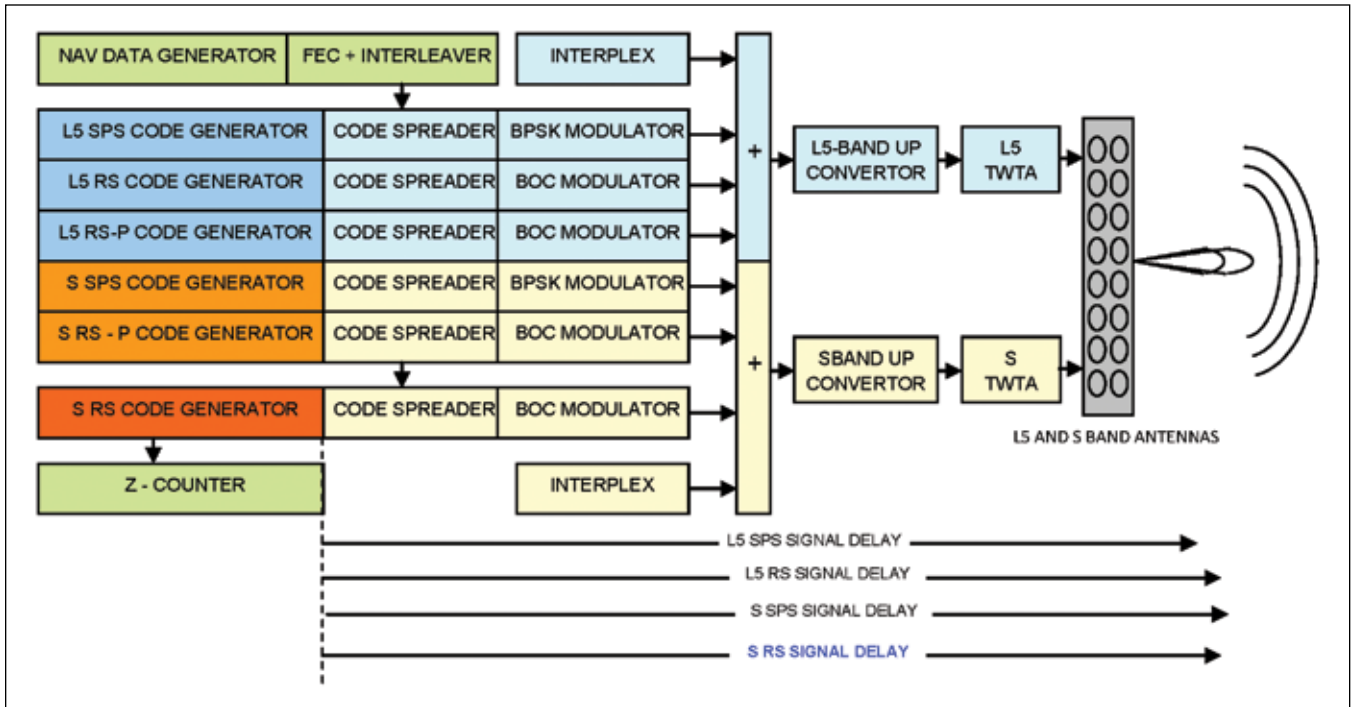 NAV DATA GENERATOR FEC + INTERLEAVER INTERPLEX
L5 SPS CODE GENERATOR CODE SPREADER BPSK MODULATOR
L5 RS CODE GENERATOR CODE SPREADER BOC MODULATOR
L5 RS-P CODE GENERATOR CODE SPREADER BOC MODULATOR
S SPS CODE GENERATOR CODE SPREADER BPSK MODULATOR
S RS - P CODE GENERATOR CODE SPREADER BOC MODULATOR
S RS CODE GENERATOR CODE SPREADER BOC MODULATOR
Z - COUNTER INTERPLEX
+
+
L5-BAND UP
CONVERTOR
L5
TWTA
SBAND UP
CONVERTOR
S
TWTA
L5 AND S BAND ANTENNAS
L5 SPS SIGNAL DELAY
L5 RS SIGNAL DELAY
S SPS SIGNAL DELAY
S RS SIGNAL DELAY